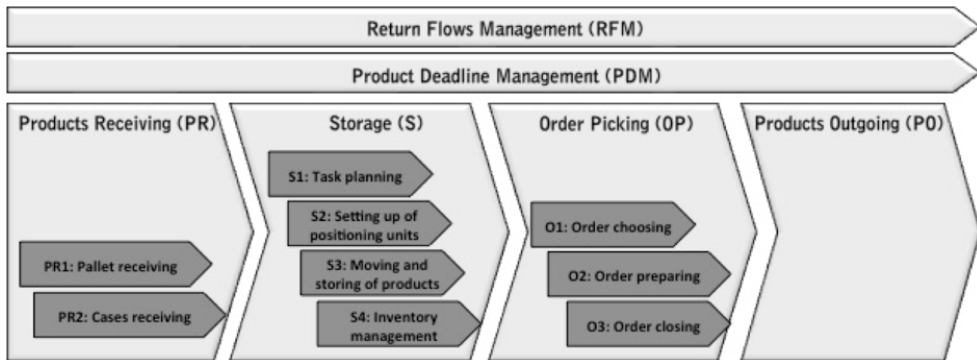 Return Flows Management (RFM)
Product Deadline Management (PDM)
Products Receiving (PR)
PR1: Pallet receiving
PR2: Cases receiving
Storage (S)
S1: Task planning
S2: Setting up of
positioning units
S3: Moving and
storing of products
S4: Inventory
management
Order Picking (OP)
O1: Order choosing
O2: Order preparing
O3: Order closing
Products Outgoing (PO)